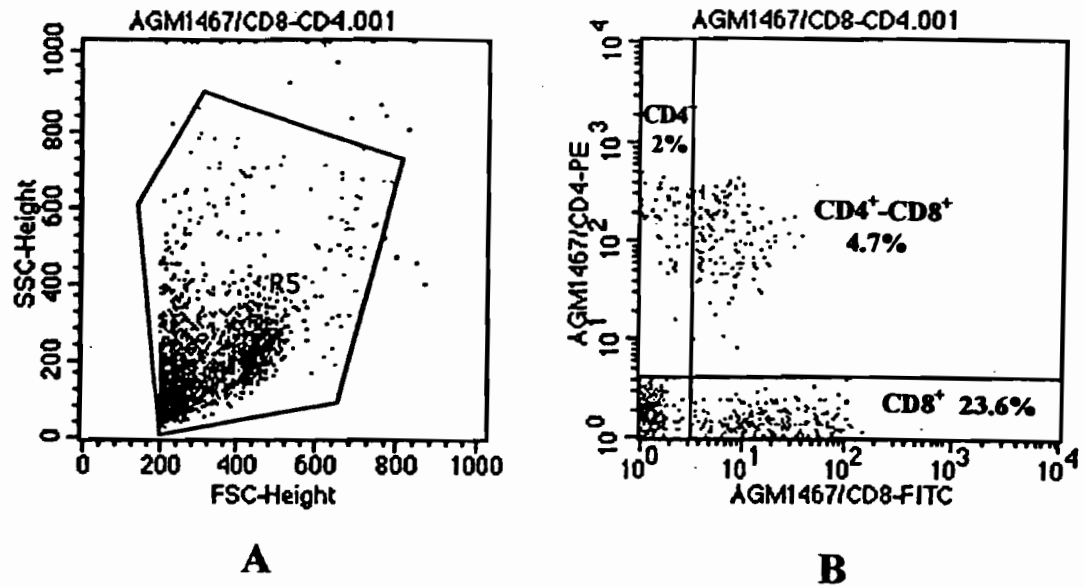 AGM1467/CD8-CD4.001
1000
800
600
400
200
0
SSC-Height
R5
0 200 400 600 800 1000
FSC-Height
A
AGM1467/CD8-CD4.001
10^4
10^3
10^2
10^1
10^0
AGM1467/CD4-PE
CD4^+
2%
CD4^+-CD8^+
4.7%
CD8^+ 23.6%
10^0 10^1 10^2 10^3 10^4
AGM1467/CD8-FITC
B